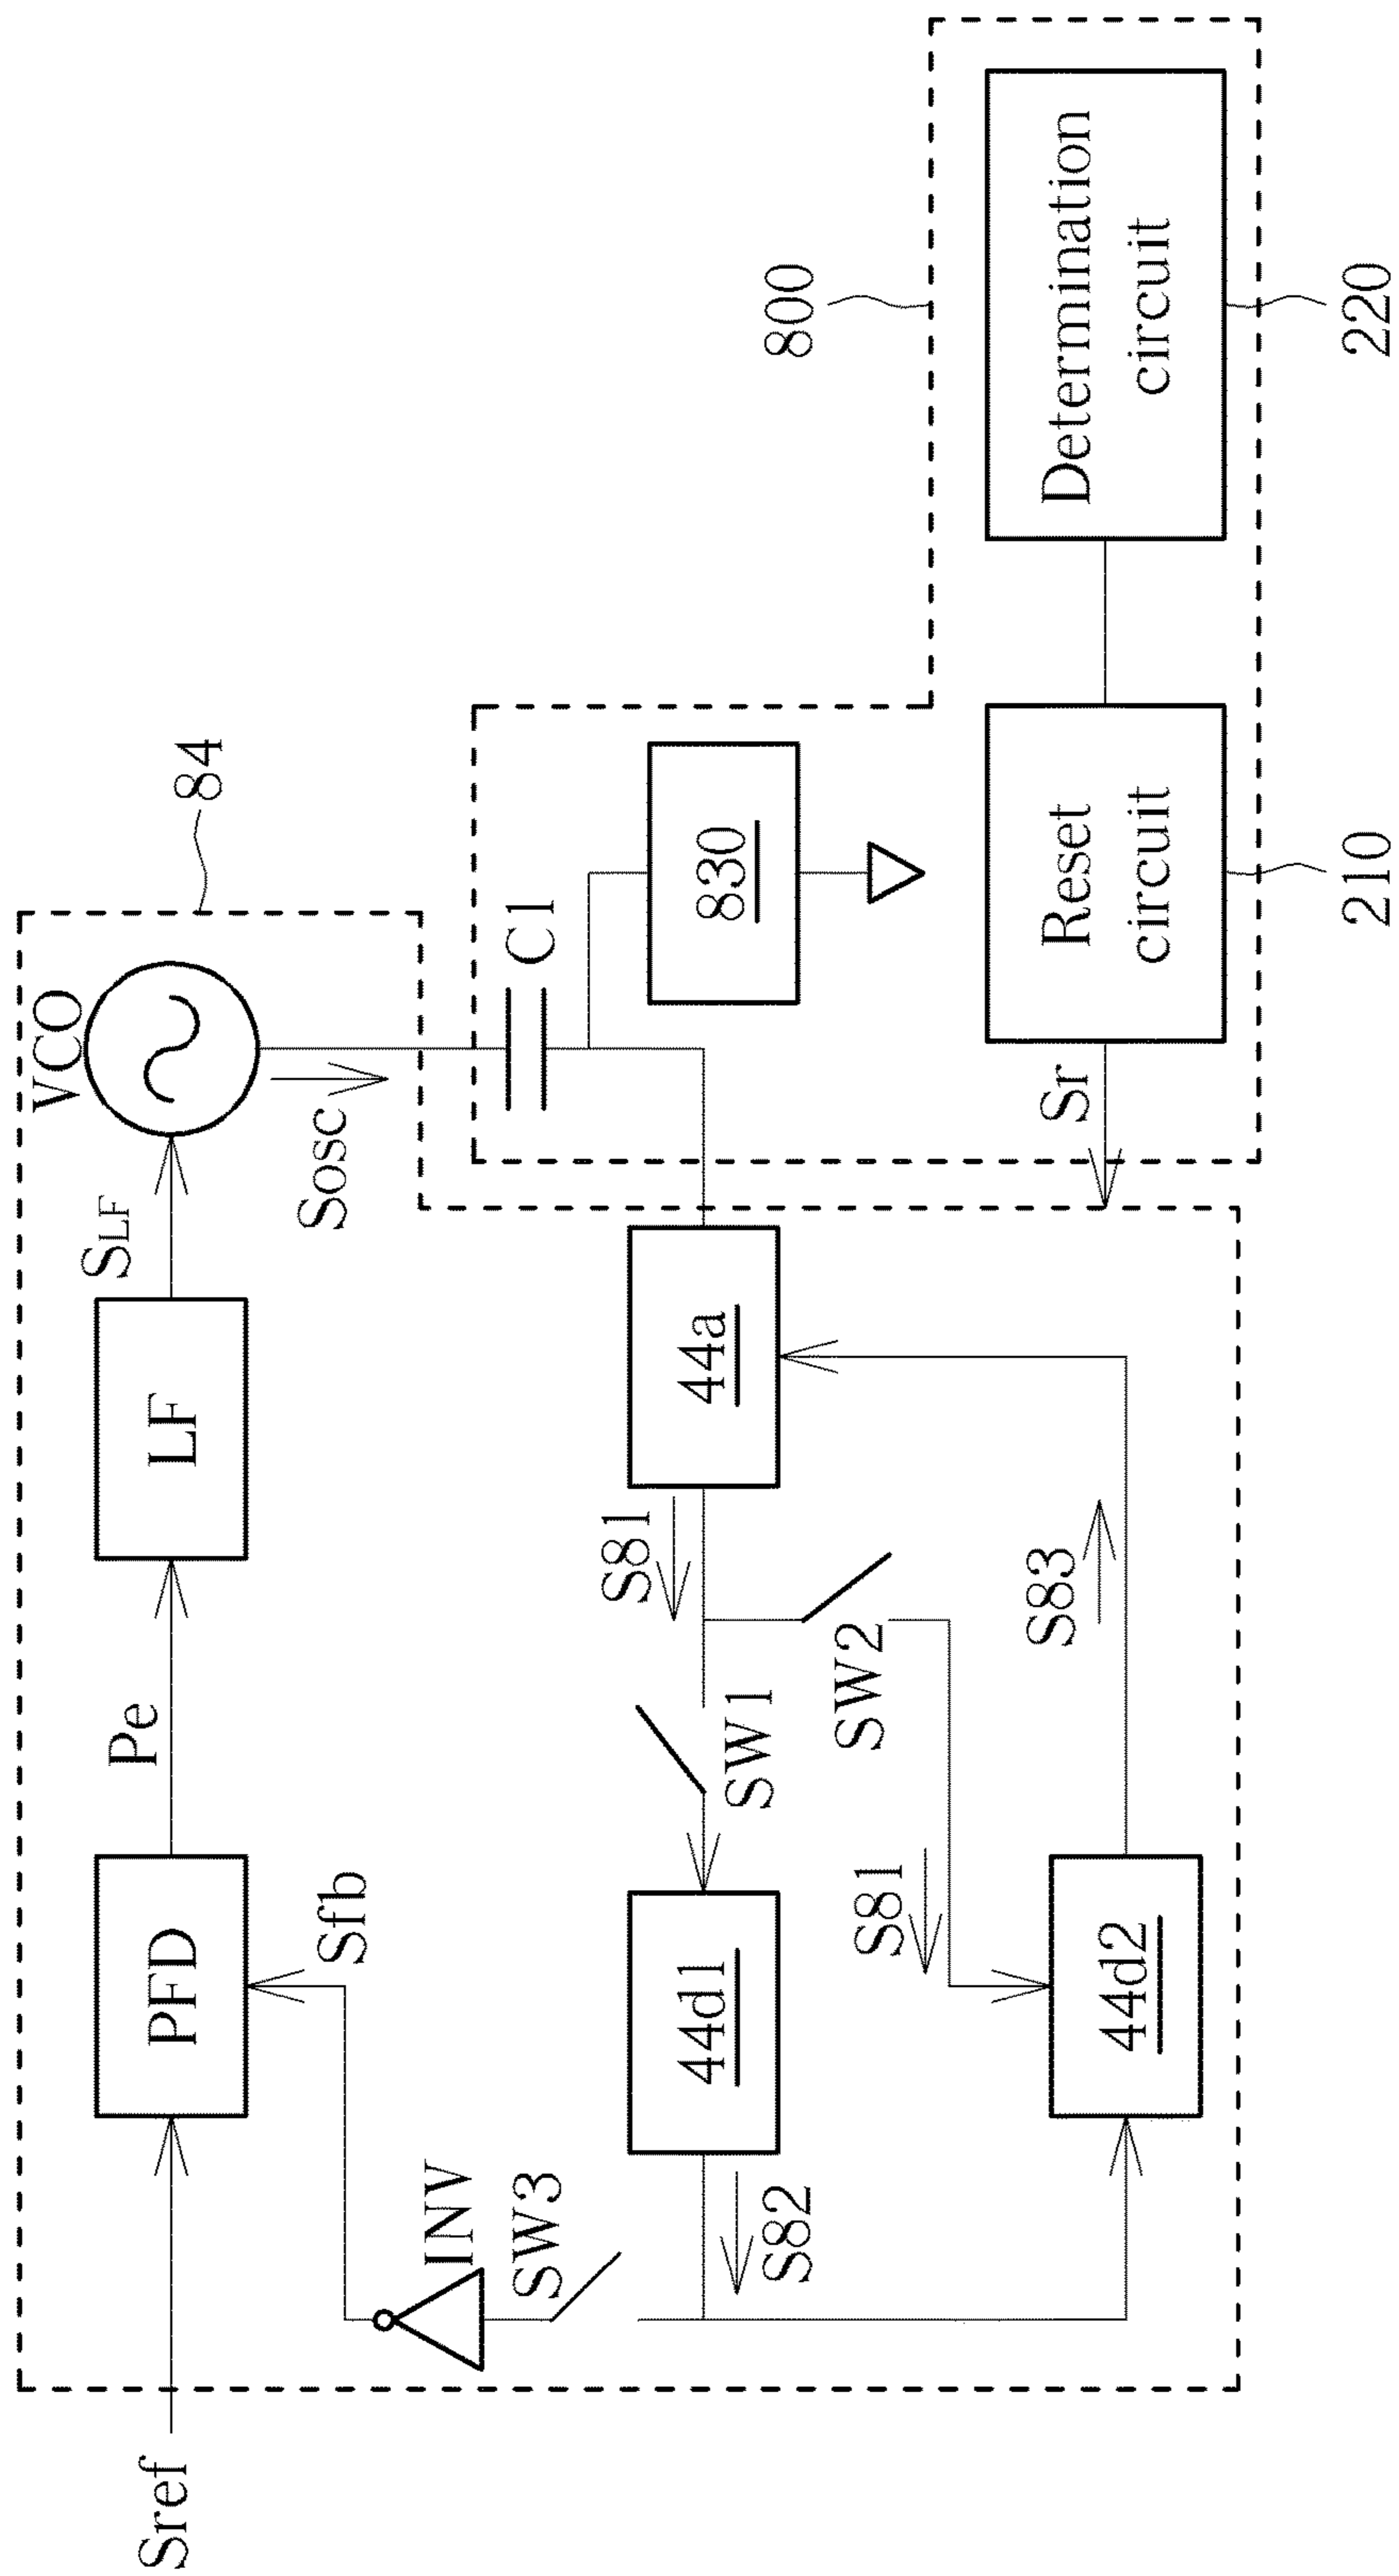 Sref
PFD
Pe
LF
SLF
VCO
84
Sfb
Sosc
INV
SW3
C1
S81
44d1
SW1
44a
830
800
S82
SW2
S81
S83
44d2
Sr
Reset
circuit
Determination
circuit
210
220